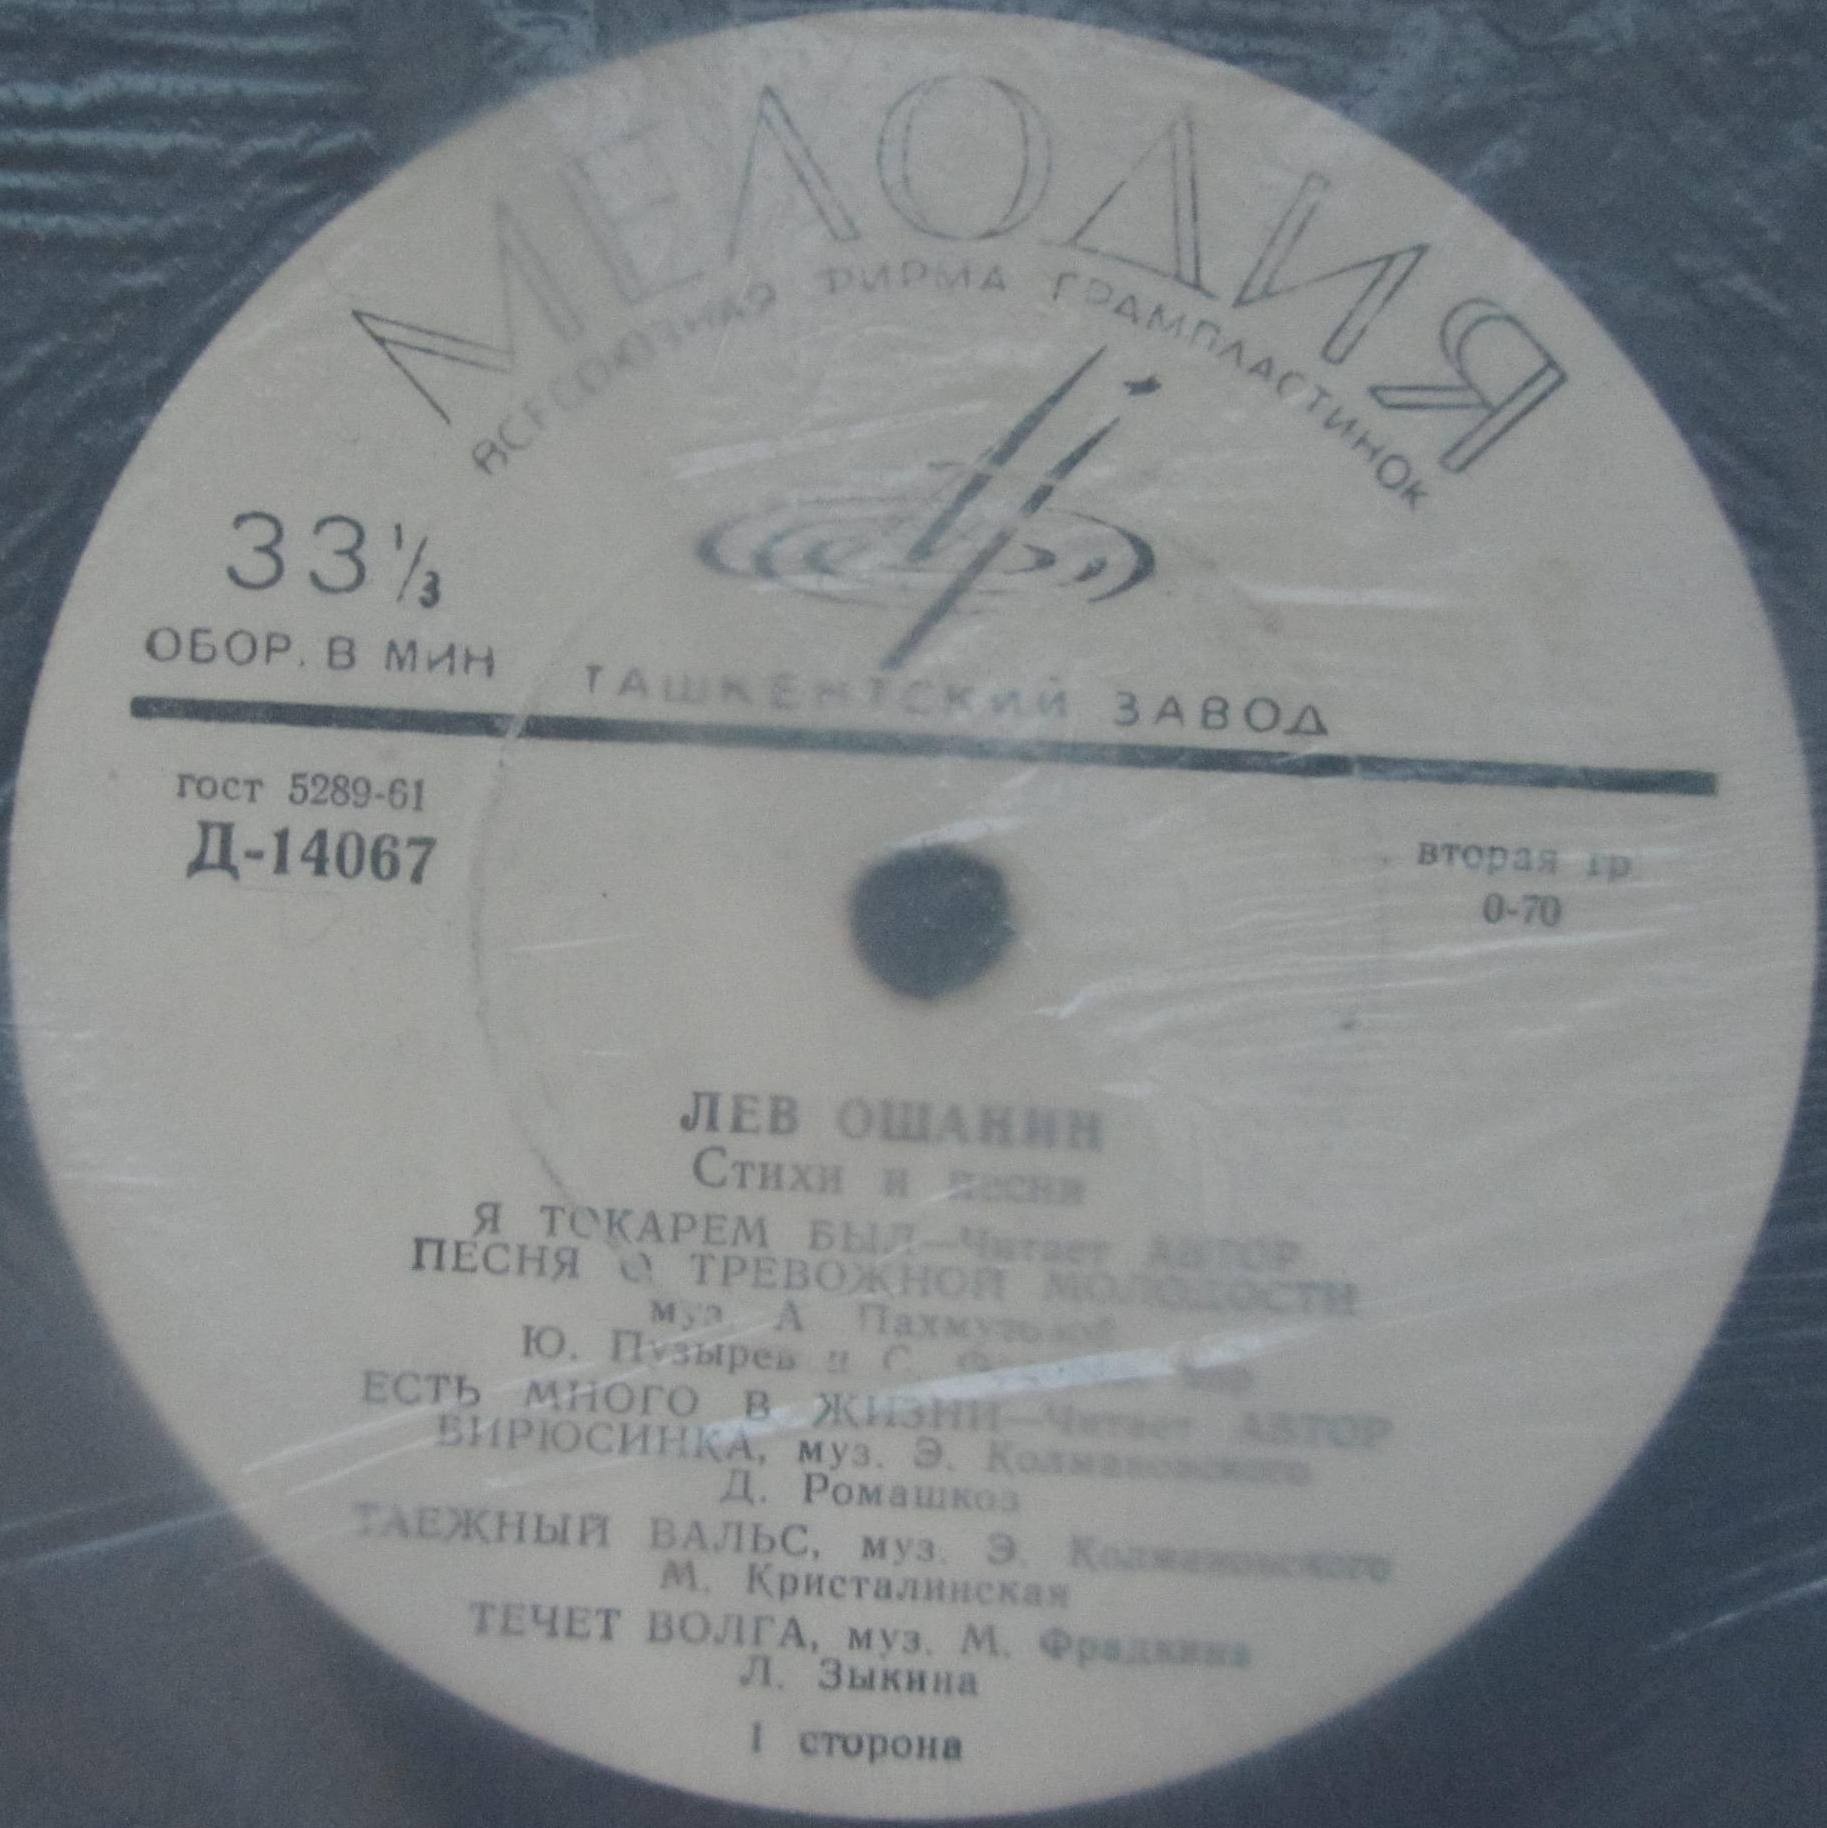 МЕЛОДИЯ
ВСЕСОЮЗНАЯ ФИРМА ГРАМПЛАСТИНОК
33 1/3
ОБОР. В МИН
ТАШКЕНТСКИЙ ЗАВОД
гост 5289-61
Д-14067
вторая гр
0-70
ЛЕВ ОШАНИН
Стихи и песни
Я ТОКАРЕМ БЫЛ—Читает АВТОР
ПЕСНЯ О ТРЕВОЖНОЙ МОЛОДОСТИ
муз. А Пахмутовой
Ю. Пузырев и С.
ЕСТЬ МНОГО В ЖИЗНИ—Читает АВТОР
БИРЮСИНКА, муз. Э. Колмановского
Д. Ромашков
ТАЕЖНЫЙ ВАЛЬС, муз. Э. Колмановского
М. Кристалинская
ТЕЧЕТ ВОЛГА, муз. М. Фрадкина
Л. Зыкина
I сторона